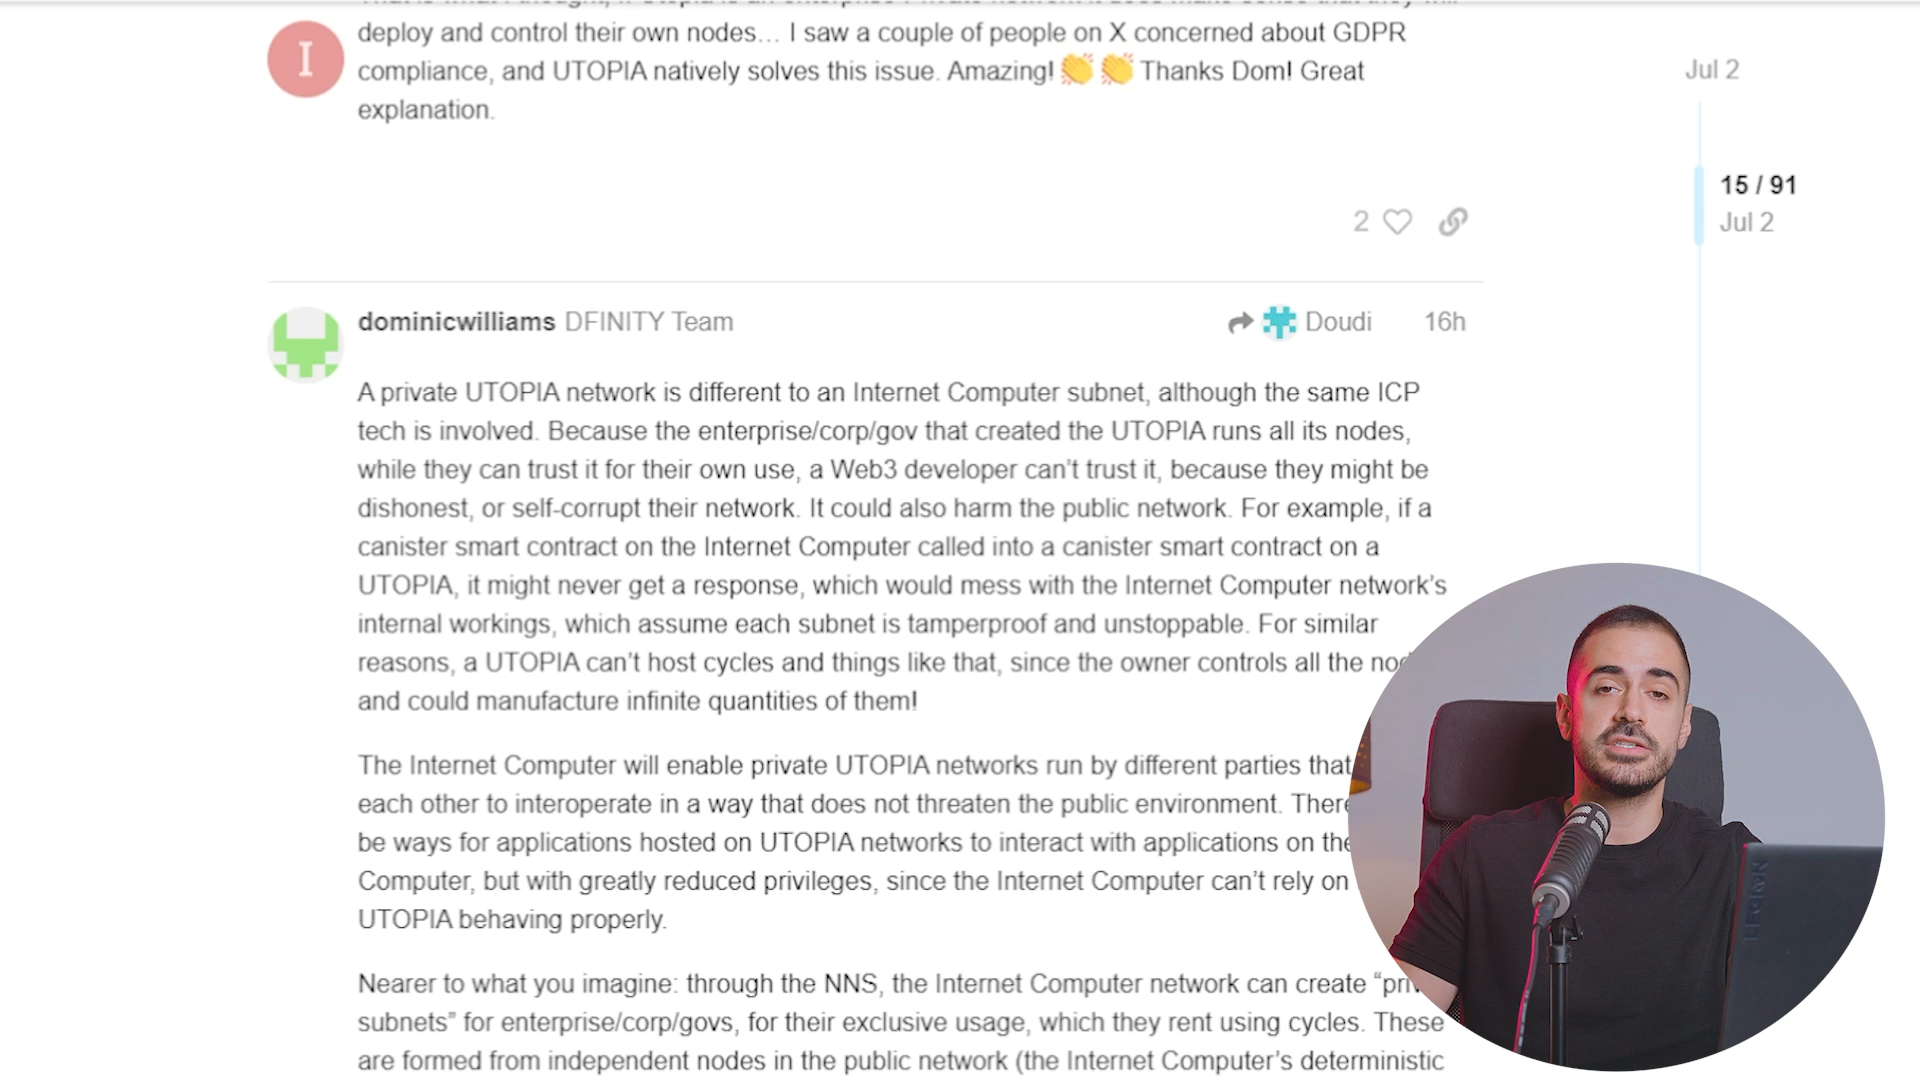 deploy and control their own nodes... I saw a couple of people on X concerned about GDPR
I
compliance, and UTOPIA natively solves this issue. Amazing! 👏 👏 Thanks Dom! Great
explanation.
Jul 2
15 / 91
Jul 2
2
dominicwilliams DFINITY Team
Doudi 16h
A private UTOPIA network is different to an Internet Computer subnet, although the same ICP
tech is involved. Because the enterprise/corp/gov that created the UTOPIA runs all its nodes,
while they can trust it for their own use, a Web3 developer can't trust it, because they might be
dishonest, or self-corrupt their network. It could also harm the public network. For example, if a
canister smart contract on the Internet Computer called into a canister smart contract on a
UTOPIA, it might never get a response, which would mess with the Internet Computer network's
internal workings, which assume each subnet is tamperproof and unstoppable. For similar
reasons, a UTOPIA can't host cycles and things like that, since the owner controls all the
and could manufacture infinite quantities of them!
The Internet Computer will enable private UTOPIA networks run by different parties that
each other to interoperate in a way that does not threaten the public environment. There
be ways for applications hosted on UTOPIA networks to interact with applications on the
Computer, but with greatly reduced privileges, since the Internet Computer can't rely on
UTOPIA behaving properly.
Nearer to what you imagine: through the NNS, the Internet Computer network can create
subnets" for enterprise/corp/govs, for their exclusive usage, which they rent using cycles. These
are formed from independent nodes in the public network (the Internet Computer's deterministic
LEGION